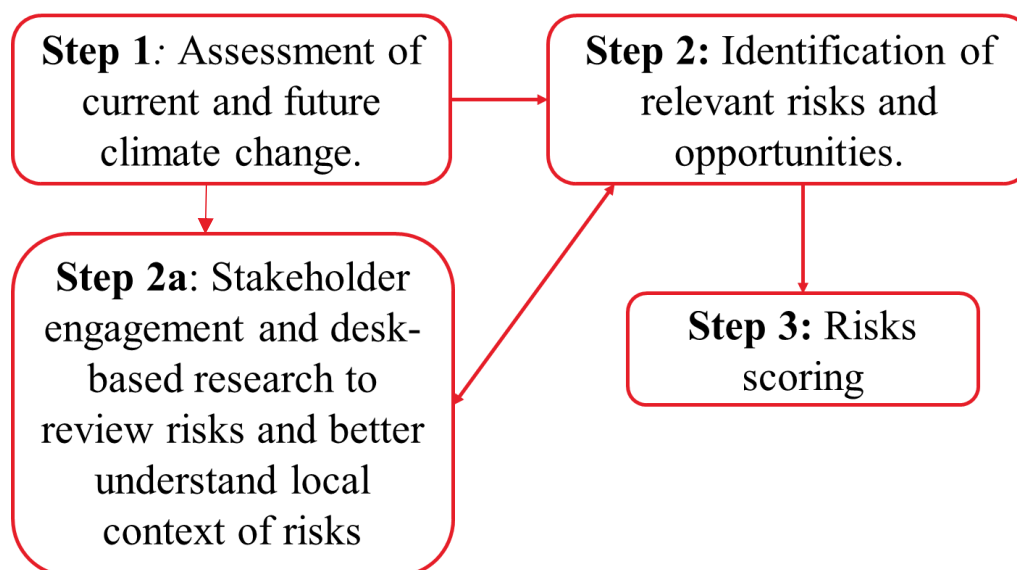 Step 1: Assessment of
current and future
climate change.
Step 2: Identification of
relevant risks and
opportunities.
Step 2a: Stakeholder
engagement and desk-
based research to
review risks and better
understand local
context of risks
Step 3: Risks
scoring